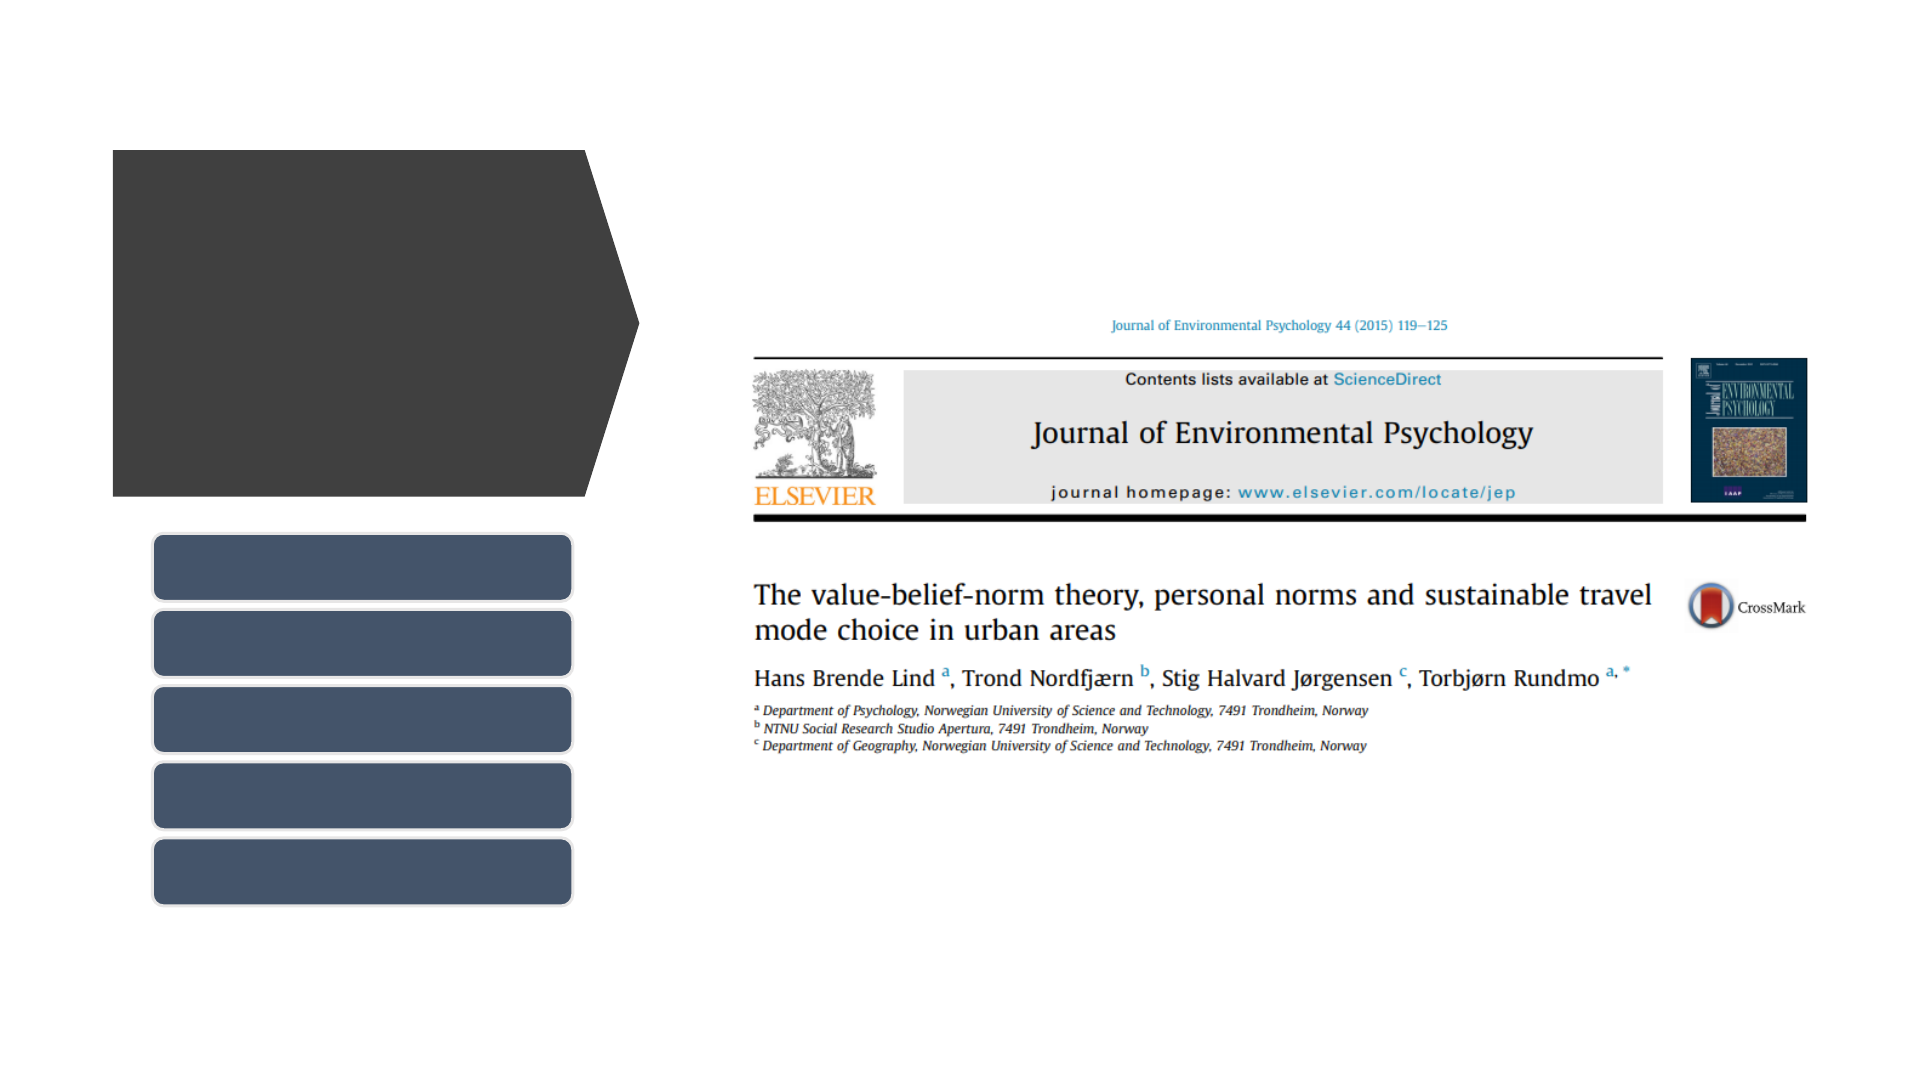 Journal of Environmental Psychology 44 (2015) 119–125
Contents lists available at ScienceDirect
Journal of Environmental Psychology
journal homepage: www.elsevier.com/locate/jep
ELSEVIER
Journal of
ENVIRONMENTAL
PSYCHOLOGY
IAAP
The value-belief-norm theory, personal norms and sustainable travel
mode choice in urban areas
CrossMark
Hans Brende Lind a, Trond Nordfjærn b, Stig Halvard Jørgensen c, Torbjørn Rundmo a, *
a Department of Psychology, Norwegian University of Science and Technology, 7491 Trondheim, Norway
b NTNU Social Research Studio Apertura, 7491 Trondheim, Norway
c Department of Geography, Norwegian University of Science and Technology, 7491 Trondheim, Norway